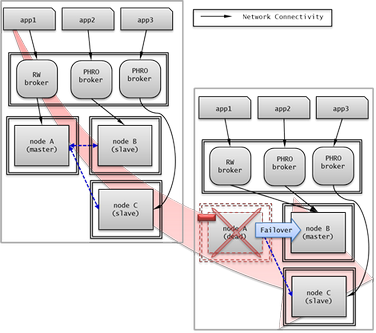 app1
app2
app3
Network Connectivity
RW
broker
PHRO
broker
PHRO
broker
node A
(master)
node B
(slave)
node C
(slave)
app1
app2
app3
RW
broker
PHRO
broker
PHRO
broker
node A
(dead)
Failover
node B
(master)
node C
(slave)